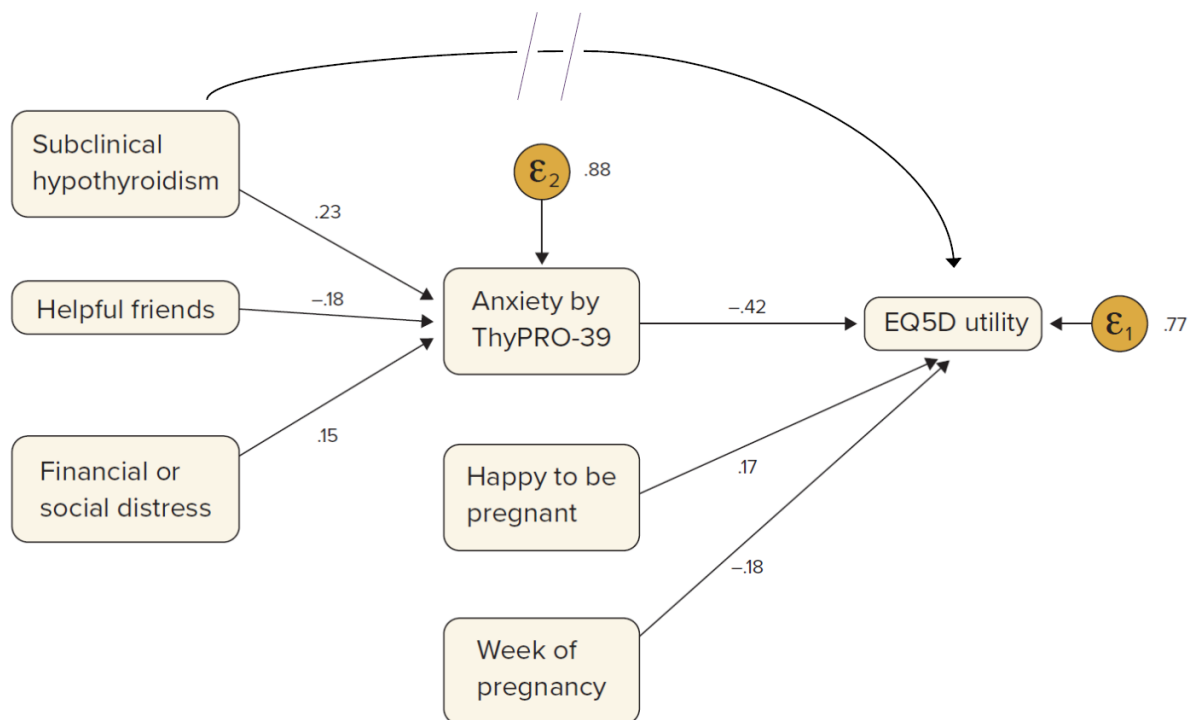 Subclinical
hypothyroidism
.23
Helpful friends
–.18
Financial or
social distress
.15
ε2
.88
Anxiety by
ThyPRO-39
–.42
EQ5D utility
ε1
.77
Happy to be
pregnant
.17
Week of
pregnancy
–.18